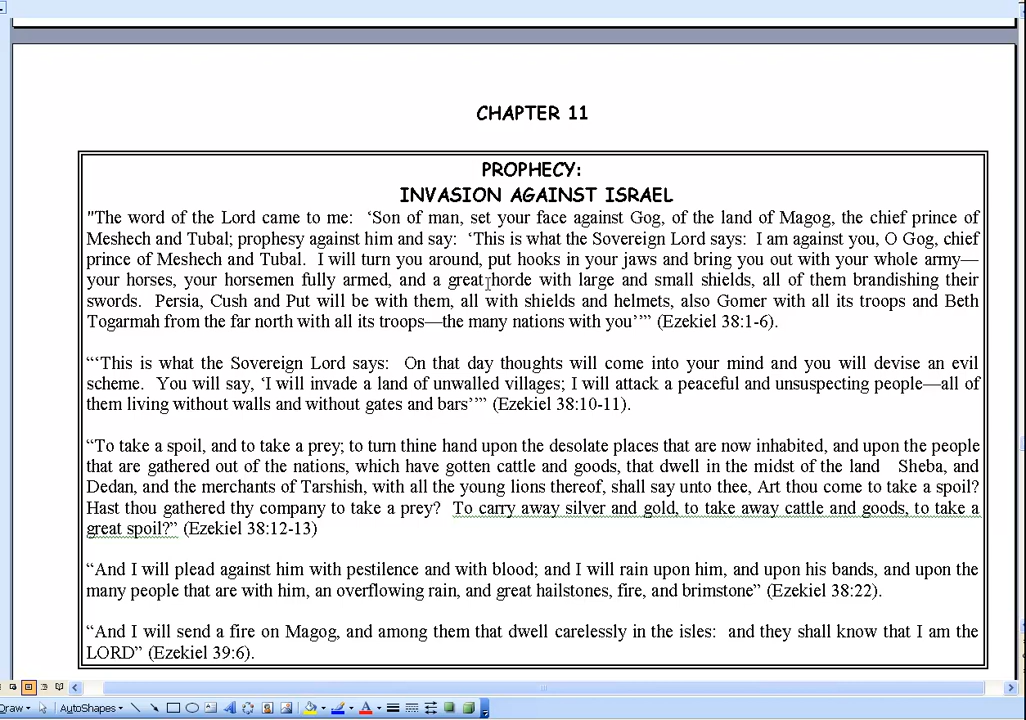 CHAPTER 11
PROPHECY:
INVASION AGAINST ISRAEL
"The word of the Lord came to me:  ‘Son of man, set your face against Gog, of the land of Magog, the chief prince of
Meshech and Tubal; prophesy against him and say:  ‘This is what the Sovereign Lord says:  I am against you, O Gog, chief
prince of Meshech and Tubal.  I will turn you around, put hooks in your jaws and bring you out with your whole army—
your horses, your horsemen fully armed, and a great horde with large and small shields, all of them brandishing their
swords.  Persia, Cush and Put will be with them, all with shields and helmets, also Gomer with all its troops and Beth
Togarmah from the far north with all its troops—the many nations with you’”” (Ezekiel 38:1-6).
“‘This is what the Sovereign Lord says:  On that day thoughts will come into your mind and you will devise an evil
scheme.  You will say, ‘I will invade a land of unwalled villages; I will attack a peaceful and unsuspecting people—all of
them living without walls and without gates and bars’”” (Ezekiel 38:10-11).
“To take a spoil, and to take a prey; to turn thine hand upon the desolate places that are now inhabited, and upon the people
that are gathered out of the nations, which have gotten cattle and goods, that dwell in the midst of the land   Sheba, and
Dedan, and the merchants of Tarshish, with all the young lions thereof, shall say unto thee, Art thou come to take a spoil?
Hast thou gathered thy company to take a prey?  To carry away silver and gold, to take away cattle and goods, to take a
great spoil?” (Ezekiel 38:12-13)
“And I will plead against him with pestilence and with blood; and I will rain upon him, and upon his bands, and upon the
many people that are with him, an overflowing rain, and great hailstones, fire, and brimstone” (Ezekiel 38:22).
“And I will send a fire on Magog, and among them that dwell carelessly in the isles:  and they shall know that I am the
LORD” (Ezekiel 39:6).
Draw AutoShapes